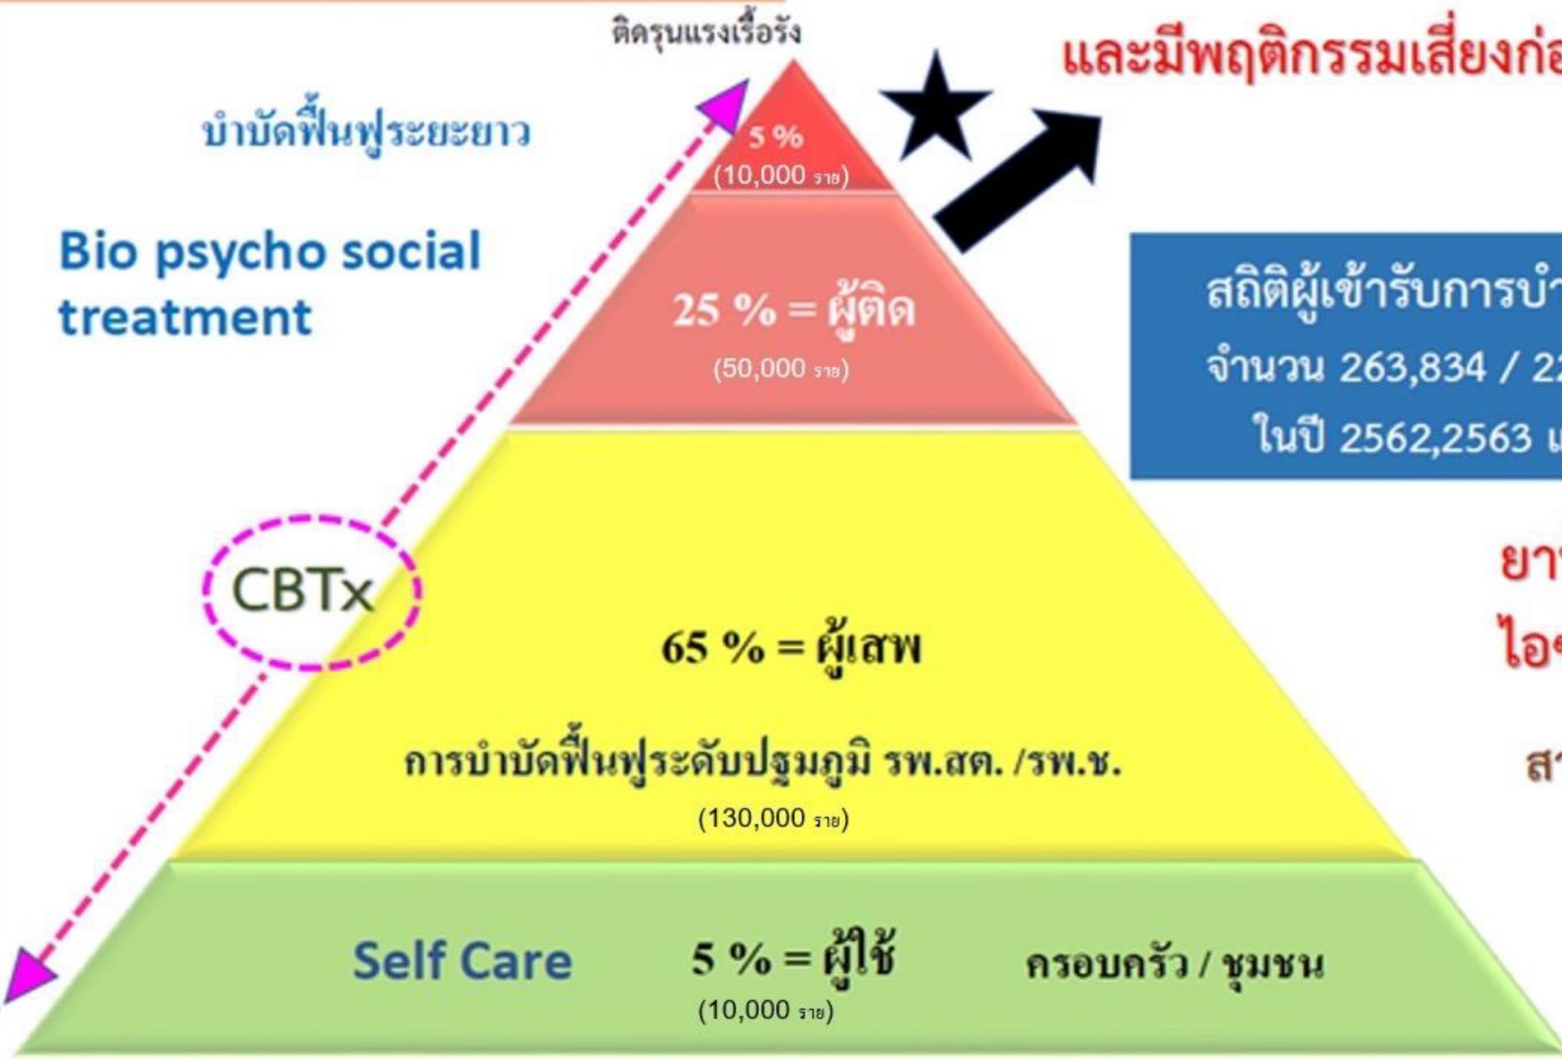 ติดรุนแรงเรื้อรัง
และมีพฤติกรรมเสี่ยงก่อ
บำบัดฟื้นฟูระยะยาว
5 %
(10,000 ราย)
Bio psycho social
treatment
25 % = ผู้ติด
(50,000 ราย)
สถิติผู้เข้ารับการบำ
จำนวน 263,834 / 22
ในปี 2562,2563
CBTx
65 % = ผู้เสพ
การบำบัดฟื้นฟูระดับปฐมภูมิ รพ.สต. /รพ.ช.
(130,000 ราย)
Self Care 5 % = ผู้ใช้ ครอบครัว / ชุมชน
(10,000 ราย)